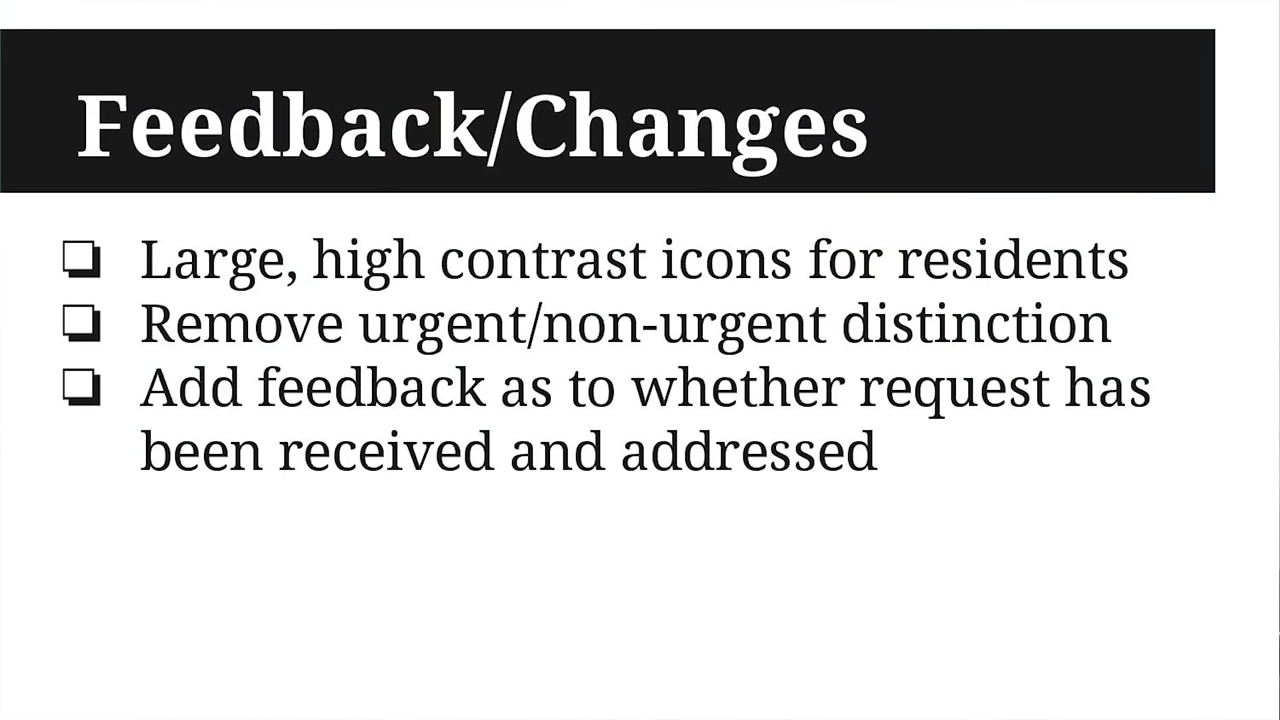 Feedback/Changes
❏ Large, high contrast icons for residents
❏ Remove urgent/non-urgent distinction
❏ Add feedback as to whether request has
been received and addressed